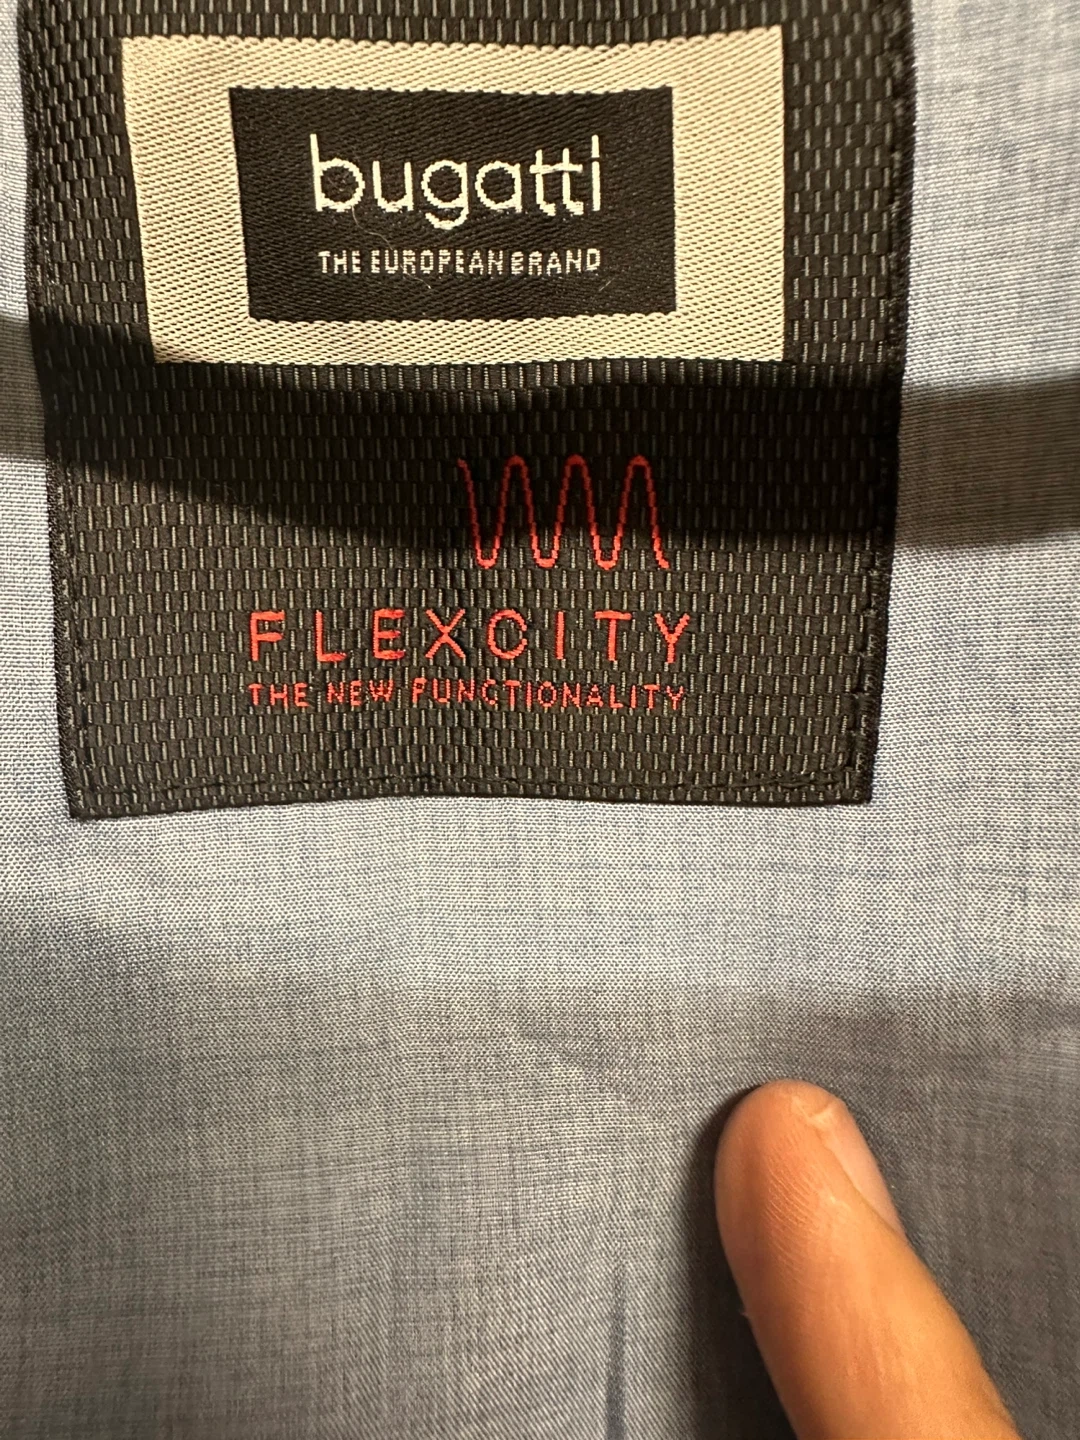 bugatti
THE EUROPEAN BRAND
FLEXCITY
THE NEW FUNCTIONALITY